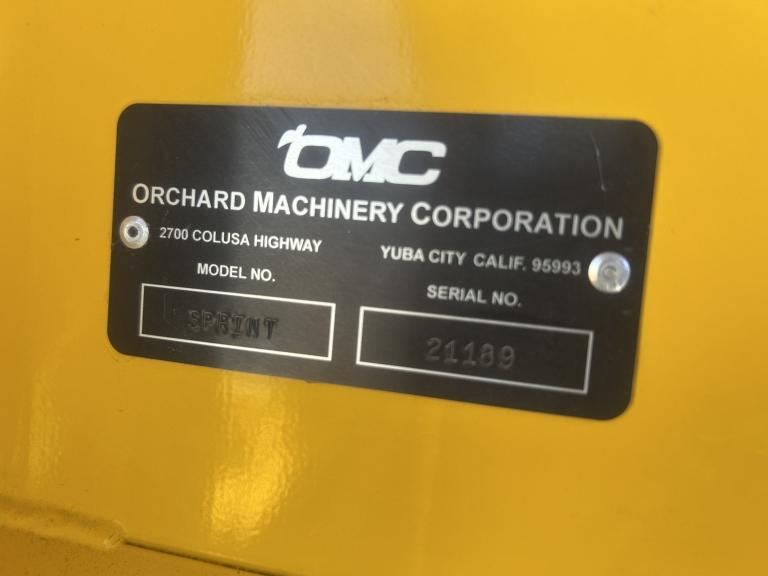 OMC
ORCHARD MACHINERY CORPORATION
2700 COLUSA HIGHWAY YUBA CITY CALIF. 95993
MODEL NO. SERIAL NO.
SPRINT 21189